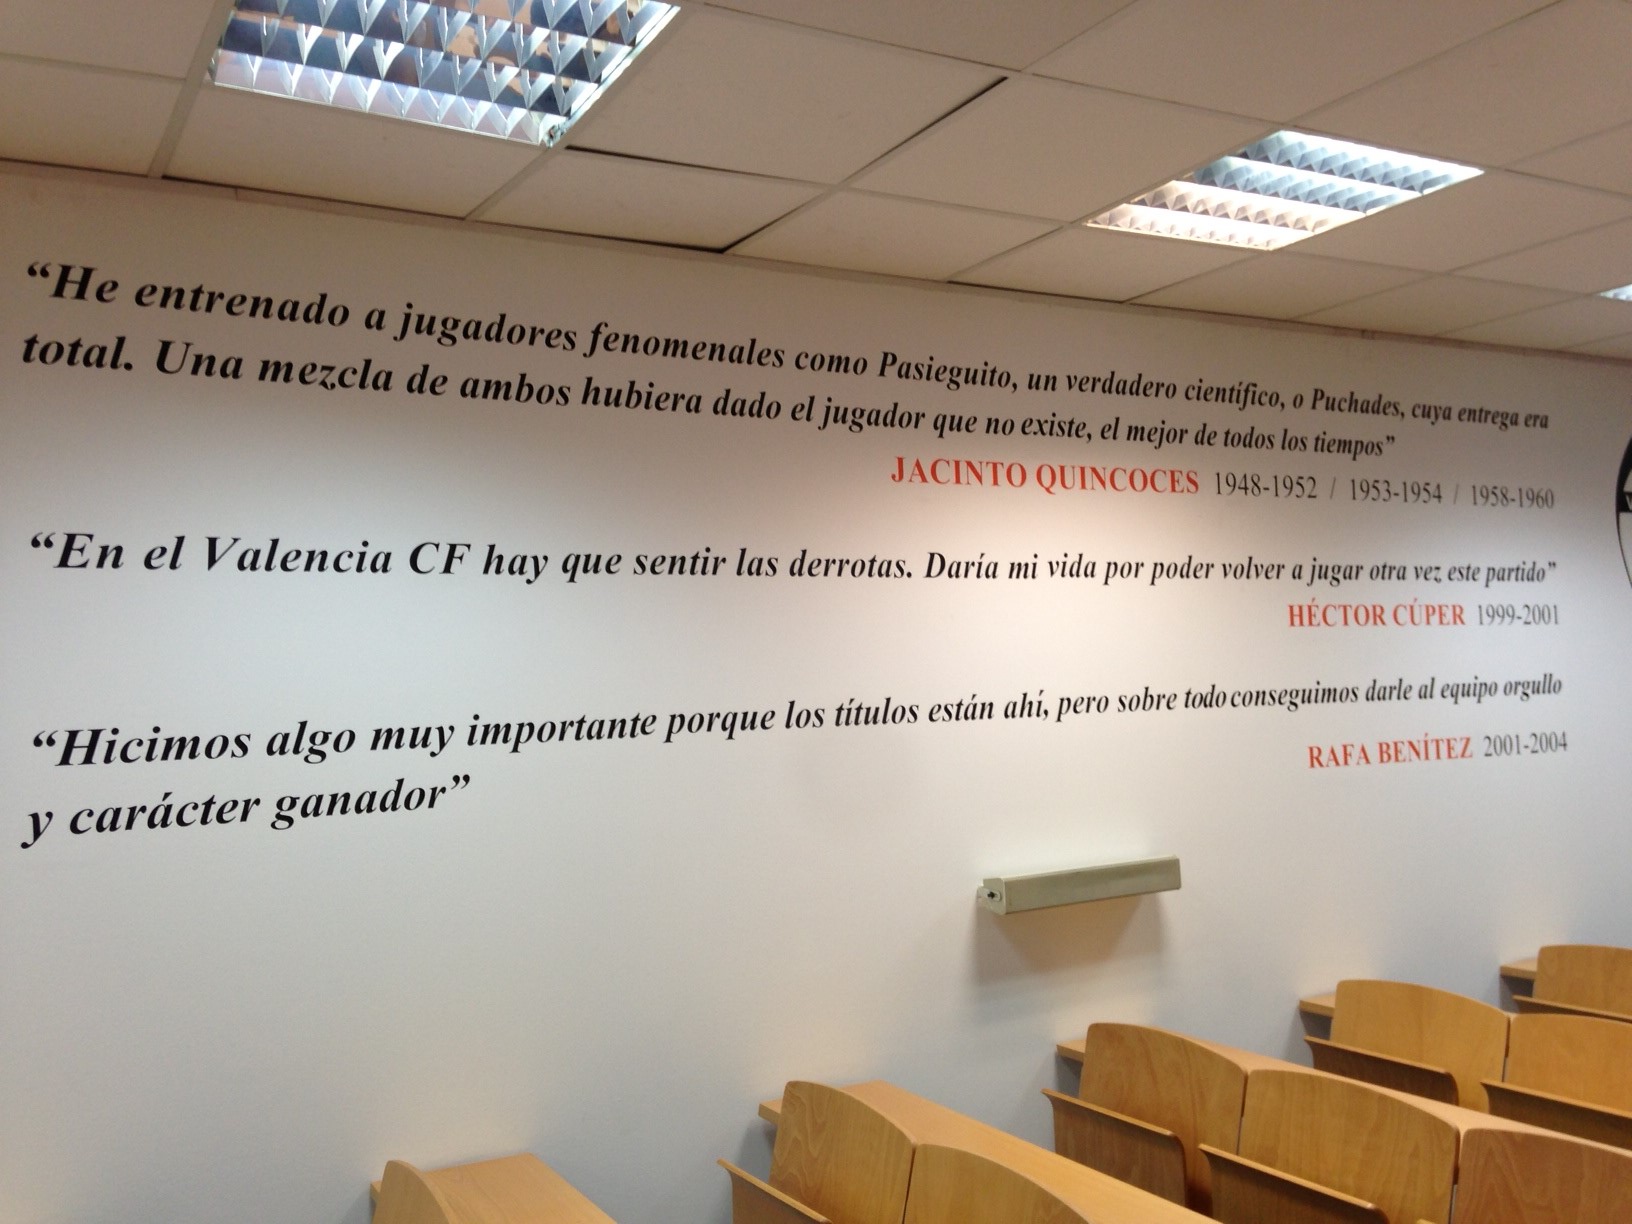 “He entrenado a jugadores fenomenales como Pasieguito, un verdadero científico, o Puchades, cuya entrega era
total. Una mezcla de ambos hubiera dado el jugador que no existe, el mejor de todos los tiempos”
JACINTO QUINCOCES 1948-1952 / 1953-1954 / 1958-1960
“En el Valencia CF hay que sentir las derrotas. Daría mi vida por poder volver a jugar otra vez este partido”
HÉCTOR CÚPER 1999-2001
“Hicimos algo muy importante porque los títulos están ahí, pero sobre todo conseguimos darle al equipo orgullo
y carácter ganador”
RAFA BENÍTEZ 2001-2004